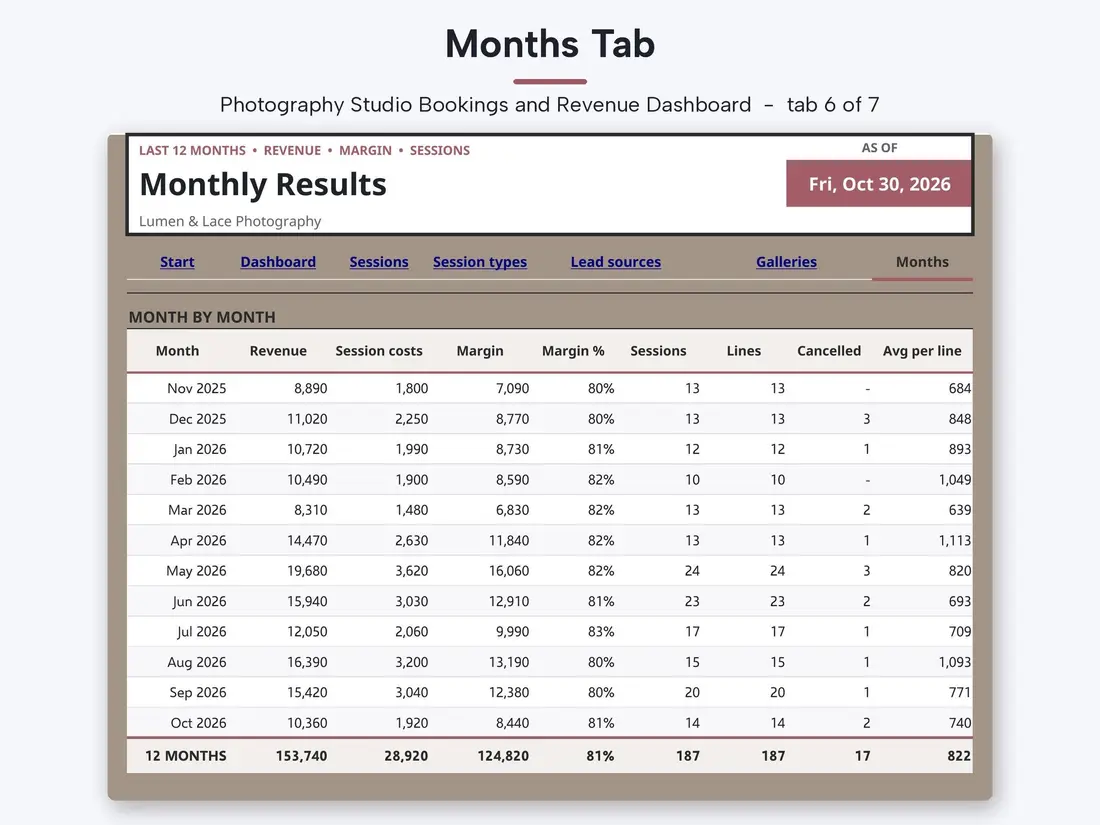 Months Tab
Photography Studio Bookings and Revenue Dashboard - tab 6 of 7
LAST 12 MONTHS • REVENUE • MARGIN • SESSIONS
AS OF
Monthly Results
Fri, Oct 30, 2026
Lumen & Lace Photography
Start Dashboard Sessions Session types Lead sources Galleries Months
MONTH BY MONTH
Month Revenue Session costs Margin Margin % Sessions Lines Cancelled Avg per line
Nov 2025 8,890 1,800 7,090 80% 13 13 - 684
Dec 2025 11,020 2,250 8,770 80% 13 13 3 848
Jan 2026 10,720 1,990 8,730 81% 12 12 1 893
Feb 2026 10,490 1,900 8,590 82% 10 10 - 1,049
Mar 2026 8,310 1,480 6,830 82% 13 13 2 639
Apr 2026 14,470 2,630 11,840 82% 13 13 1 1,113
May 2026 19,680 3,620 16,060 82% 24 24 3 820
Jun 2026 15,940 3,030 12,910 81% 23 23 2 693
Jul 2026 12,050 2,060 9,990 83% 17 17 1 709
Aug 2026 16,390 3,200 13,190 80% 15 15 1 1,093
Sep 2026 15,420 3,040 12,380 80% 20 20 1 771
Oct 2026 10,360 1,920 8,440 81% 14 14 2 740
12 MONTHS 153,740 28,920 124,820 81% 187 187 17 822